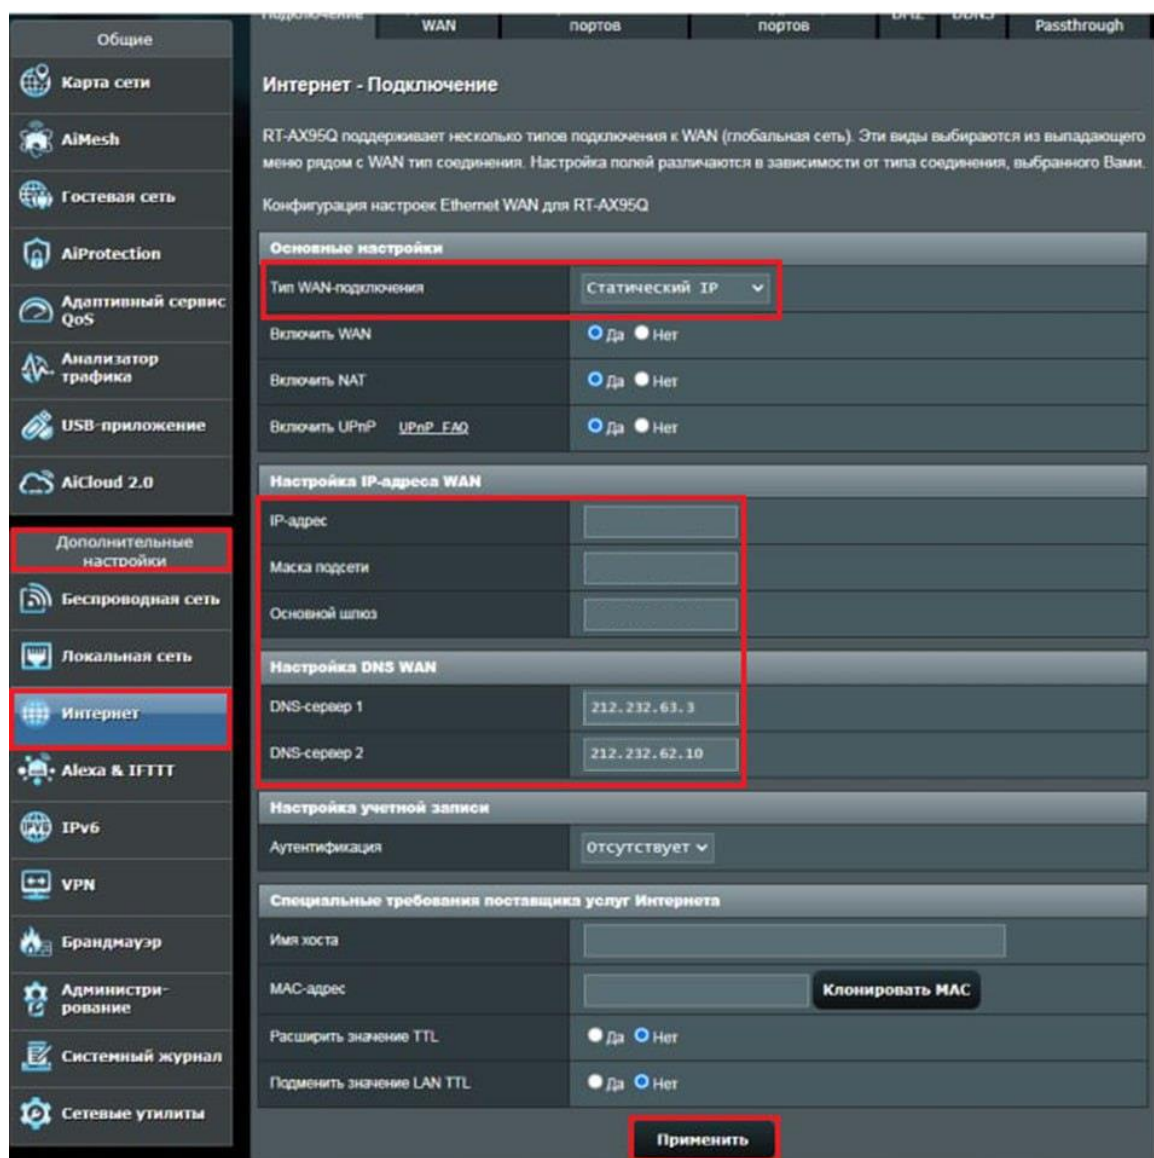 Подключение
WAN
портов
портов
DMZ
DDNS
Passthrough
Общие
Карта сети
AiMesh
Гостевая сеть
AiProtection
Адаптивный сервис
QoS
Анализатор
трафика
USB-приложение
AiCloud 2.0
Дополнительные
настройки
Беспроводная сеть
Локальная сеть
Интернет
Alexa & IFTTT
IPv6
VPN
Брандмауэр
Администри-
рование
Системный журнал
Сетевые утилиты
Интернет - Подключение
RT-AX95Q поддерживает несколько типов подключения к WAN (глобальная сеть). Эти виды выбираются из выпадающего
меню рядом с WAN тип соединения. Настройка полей различаются в зависимости от типа соединения, выбранного Вами.
Конфигурация настроек Ethernet WAN для RT-AX95Q
Основные настройки
Тип WAN-подключения Статический IP
Включить WAN Да Нет
Включить NAT Да Нет
Включить UPnP UPnP FAQ Да Нет
Настройка IP-адреса WAN
IP-адрес
Маска подсети
Основной шлюз
Настройка DNS WAN
DNS-сервер 1 212.232.63.3
DNS-сервер 2 212.232.62.10
Настройка учетной записи
Аутентификация Отсутствует
Специальные требования поставщика услуг Интернета
Имя хоста
MAC-адрес Клонировать MAC
Расширить значение TTL Да Нет
Подменить значение LAN TTL Да Нет
Применить